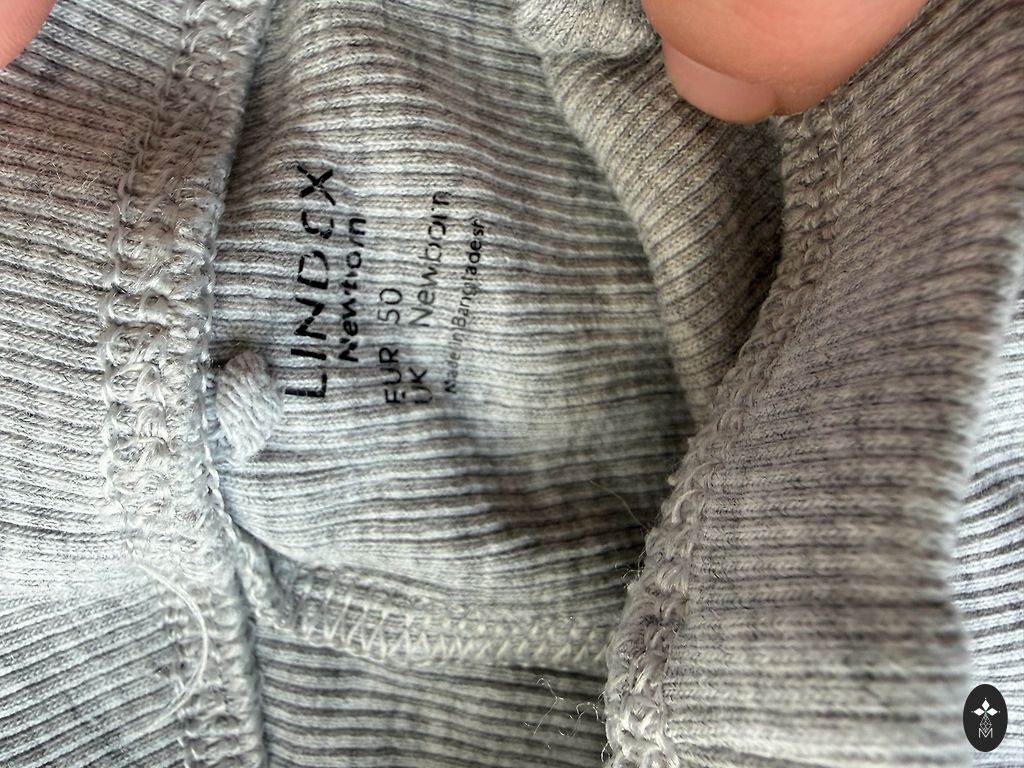 LINDEX
Newborn
EUR 50
UK Newborn
Made in Bangladesh
M